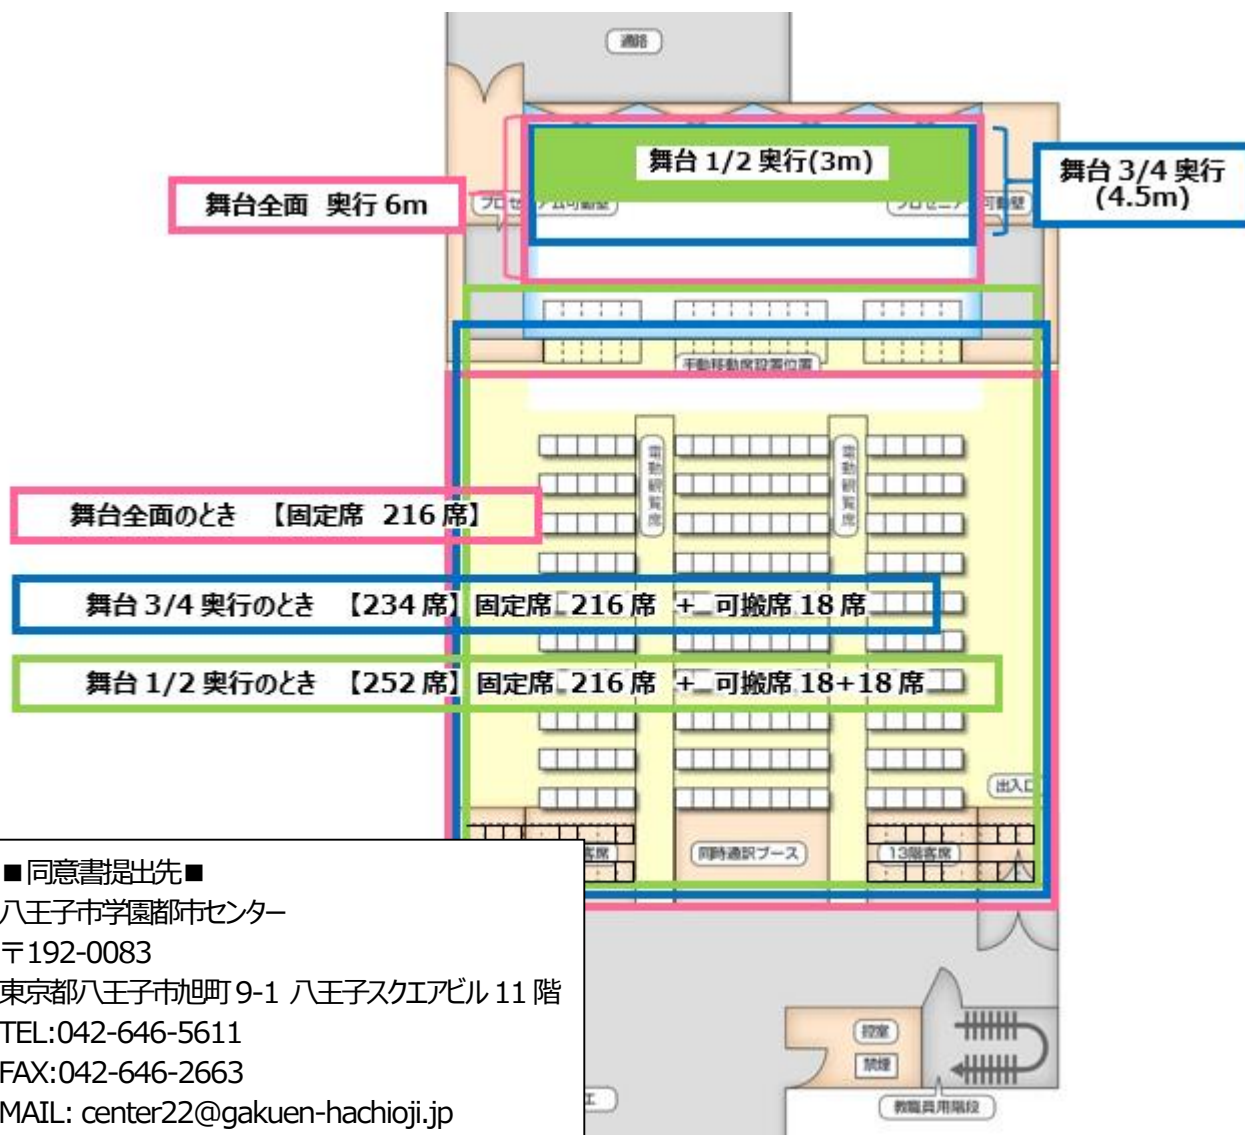 通路
舞台 1/2 奥行(3m)
舞台 3/4 奥行
(4.5m)
舞台全面 奥行 6m
手動移動席設置位置
電動観覧席
電動観覧席
舞台全面のとき 【固定席 216 席】
舞台 3/4 奥行のとき 【234 席】固定席 216 席 + 可搬席 18 席
舞台 1/2 奥行のとき 【252 席】固定席 216 席 + 可搬席 18+18 席
出入口
客席
同時通訳ブース
13階客席
■同意書提出先■
八王子市学園都市センター
〒192-0083
東京都八王子市旭町 9-1 八王子スクエアビル 11 階
TEL:042-646-5611
FAX:042-646-2663
MAIL: center22@gakuen-hachioji.jp
控室
禁煙
教職員用階段